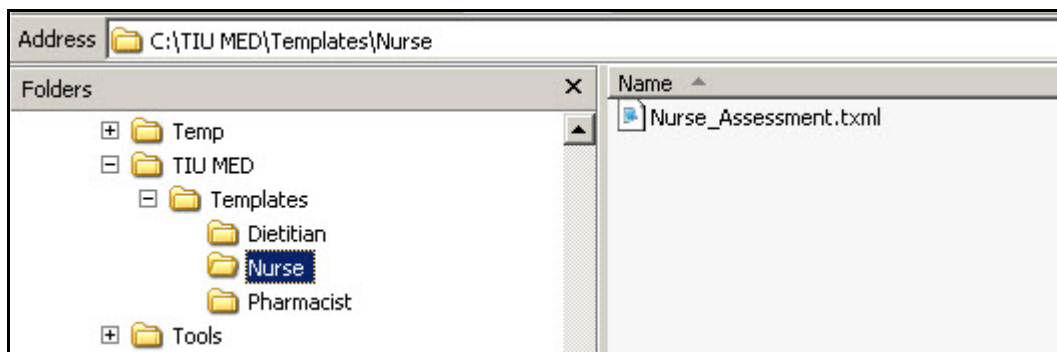 Address C:\TIU MED\Templates\Nurse
Folders
Temp
TIU MED
Templates
Dietitian
Nurse
Pharmacist
Tools
Name
Nurse_Assessment.txml